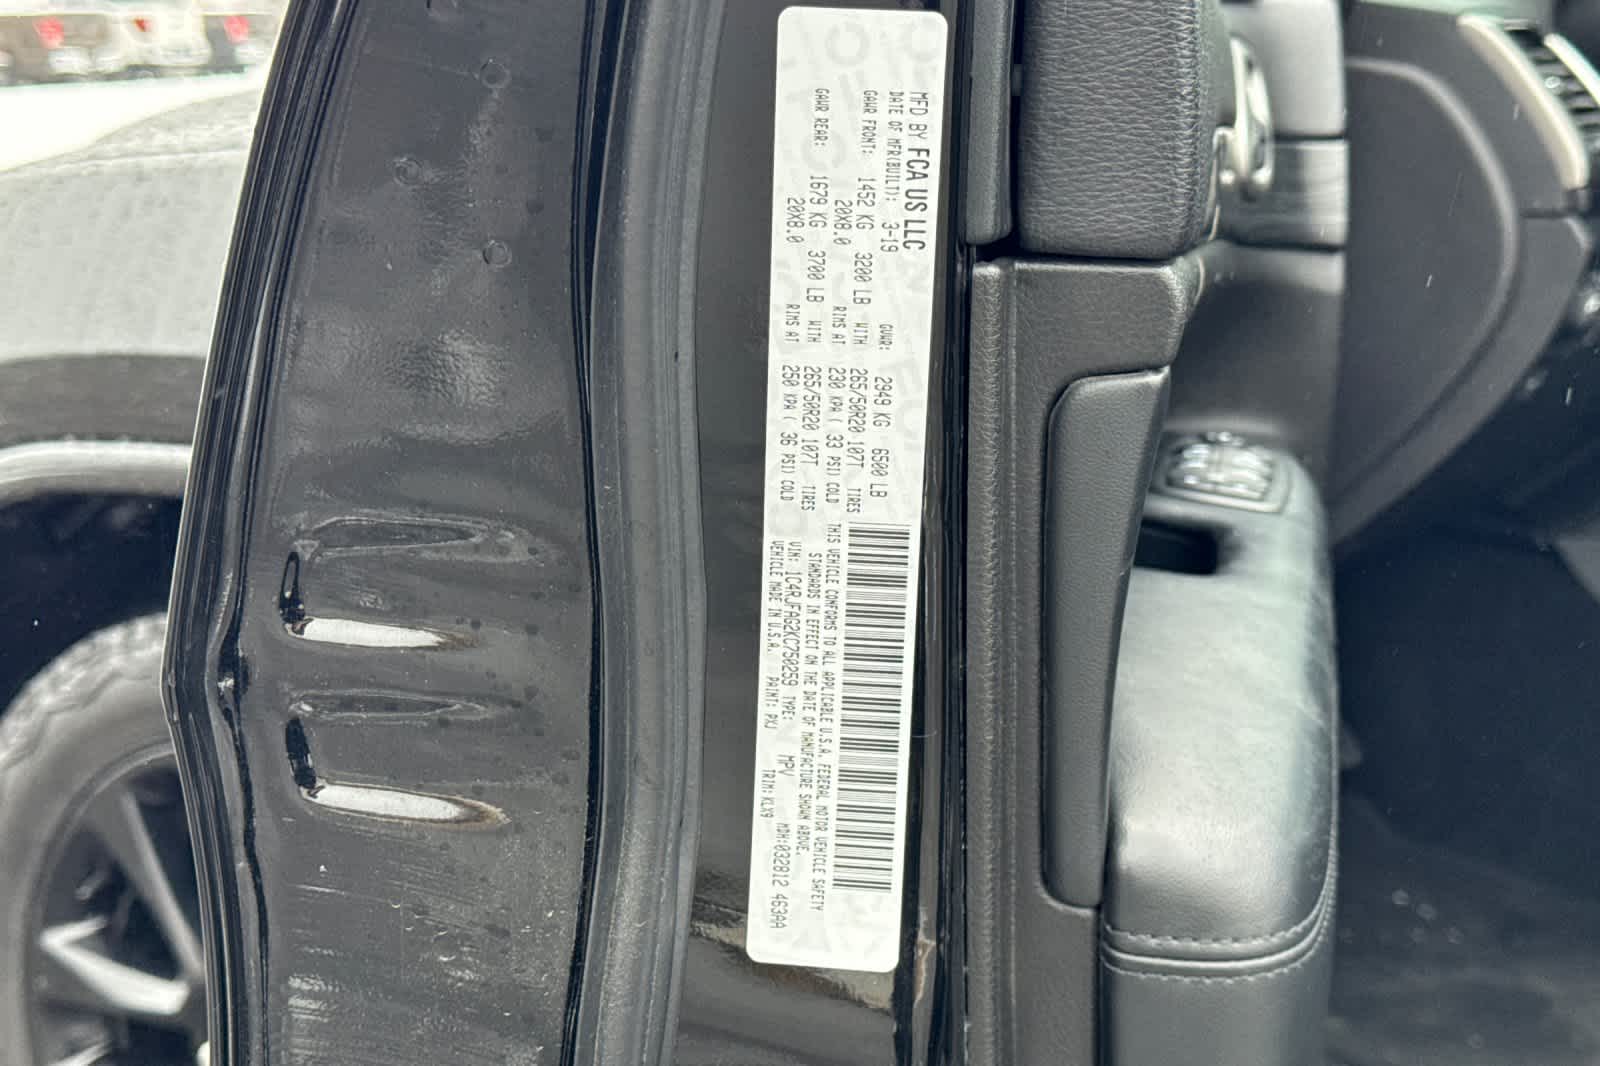 MFD BY FCA US LLC
DATE OF MFR(BUILT): 3-19 GVWR: 2949 KG 6500 LB
GAWR FRONT: 1452 KG 3200 LB WITH 265/50R20 107T TIRES
20X8.0 RIMS AT 230 KPA( 33 PSI) COLD
GAWR REAR: 1679 KG 3700 LB WITH 265/50R20 107T TIRES
20X8.0 RIMS AT 250 KPA( 36 PSI) COLD
THIS VEHICLE CONFORMS TO ALL APPLICABLE U.S.A. FEDERAL MOTOR VEHICLE SAFETY
STANDARDS IN EFFECT ON THE DATE OF MANUFACTURE SHOWN ABOVE.
VIN: 1C4RJFAG2KC750259 TYPE: MPV MDH:032812 463AA
VEHICLE MADE IN U.S.A. PAINT: PXJ TRIM:KLX9